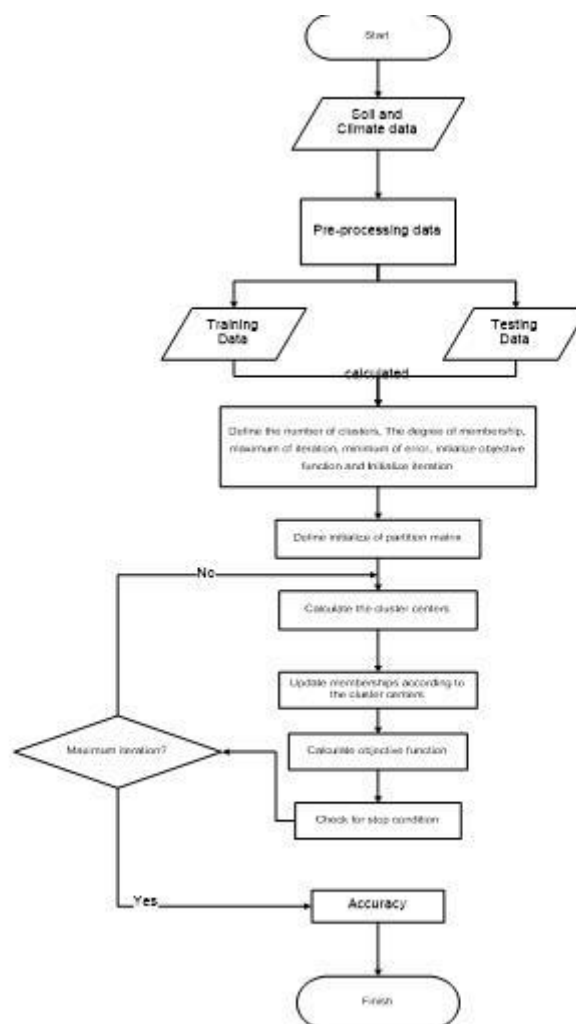 Start
Soil and
Climate data
Pre-processing data
Training
Data
Testing
Data
calculated
Define the number of clusters, The degree of membership,
maximum of iteration, minimum of error, initialize objective
function and Initialize iteration
Define initialize of partition matrix
No
Calculate the cluster centers
Update memberships according to
the cluster centers
Maximum iteration?
Calculate objective function
Check for stop condition
Yes
Accuracy
Finish